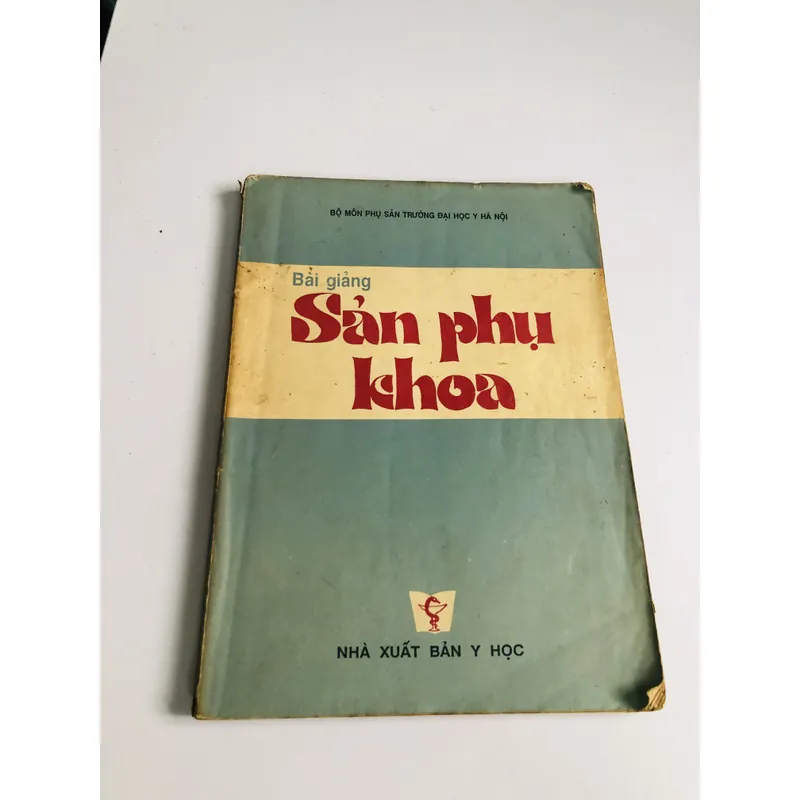 BỘ MÔN PHỤ SẢN TRƯỜNG ĐẠI HỌC Y HÀ NỘI
Bài giảng
Sản phụ
khoa
NHÀ XUẤT BẢN Y HỌC